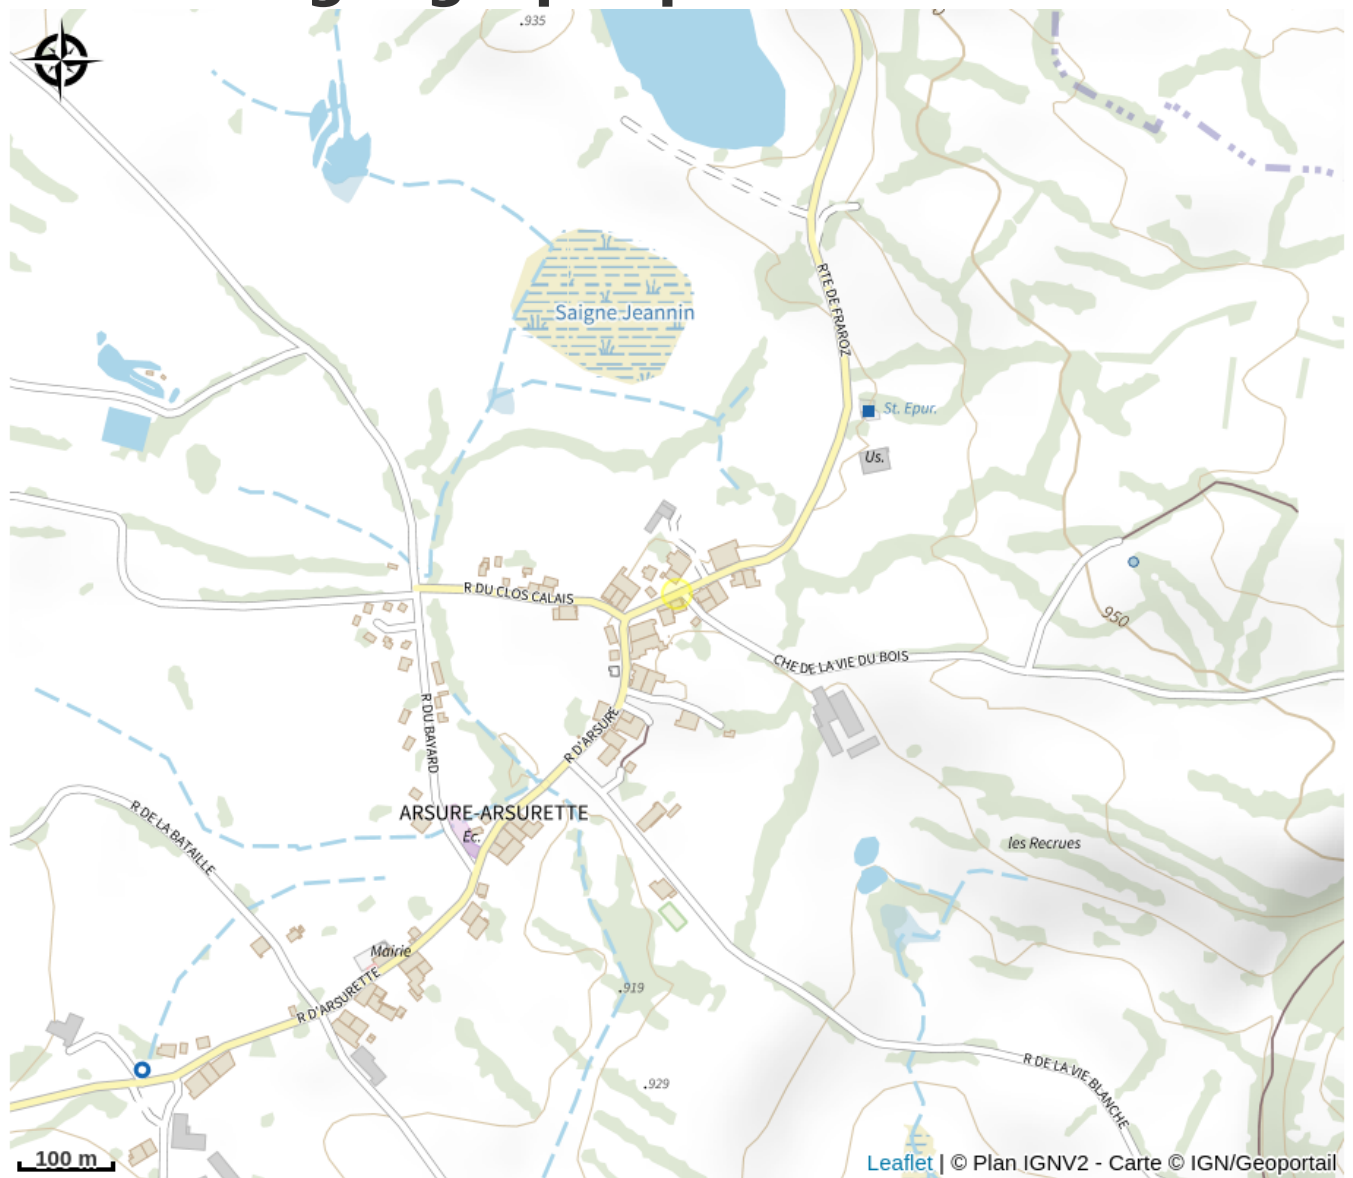 .935
Saigne Jeannin
RTE DE FRAROZ
St. Epur.
Us.
R DU CLOS CALAIS
950
CHE DE LA VIE DU BOIS
R DU BAYARD
R D'ARSURE
ARSURE-ARSURETTE
Éc.
R DE LA BATAILLE
les Recrues
Mairie
.919
R D'ARSURETTE
R DE LA VIE BLANCHE
.929
100 m
Leaflet | © Plan IGNV2 - Carte © IGN/Geoportail